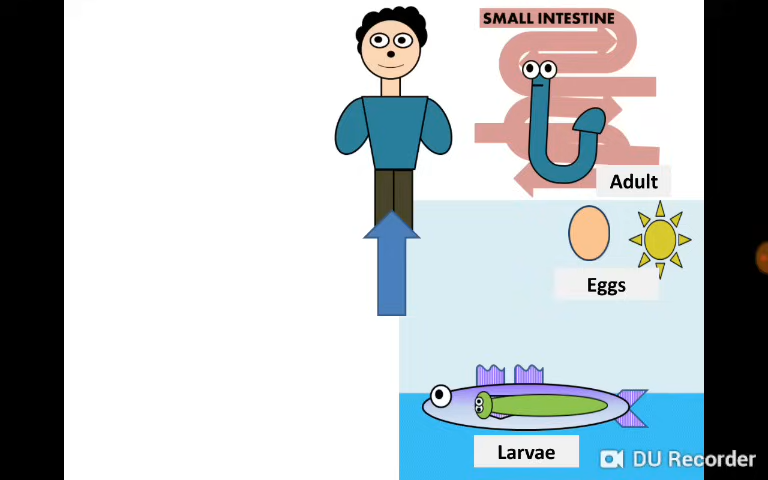 SMALL INTESTINE
Adult
Eggs
Larvae
DU Recorder